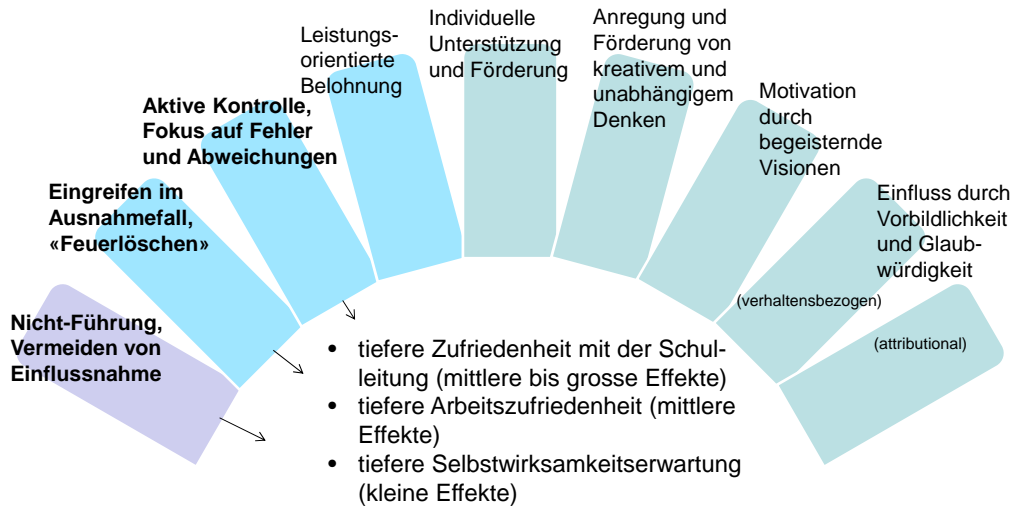 Nicht-Führung,
Vermeiden von
Einflussnahme
Eingreifen im
Ausnahmefall,
«Feuerlöschen»
Aktive Kontrolle,
Fokus auf Fehler
und Abweichungen
Leistungs-
orientierte
Belohnung
Individuelle
Unterstützung
und Förderung
Anregung und
Förderung von
kreativem und
unabhängigem
Denken
Motivation
durch
begeisternde
Visionen
Einfluss durch
Vorbildlichkeit
und Glaub-
würdigkeit
(verhaltensbezogen)
(attributional)
• tiefere Zufriedenheit mit der Schul-
leitung (mittlere bis grosse Effekte)
• tiefere Arbeitszufriedenheit (mittlere
Effekte)
• tiefere Selbstwirksamkeitserwartung
(kleine Effekte)